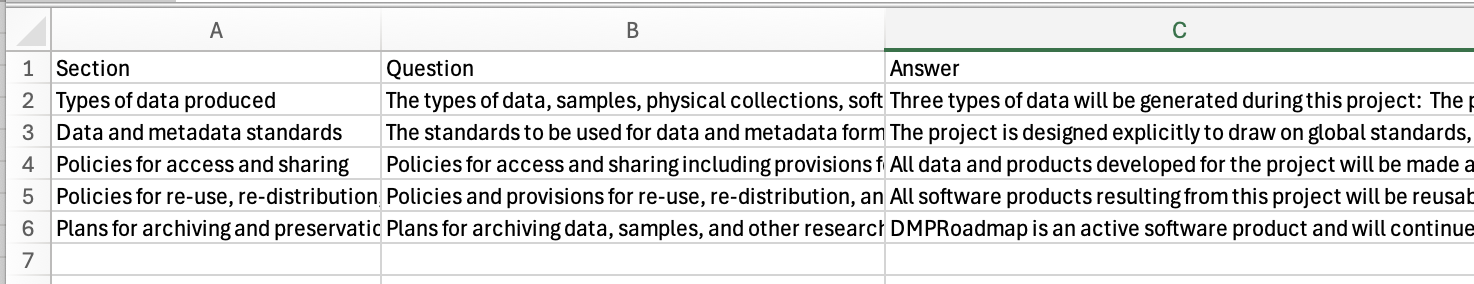 A B C
1 Section Question Answer
2 Types of data produced The types of data, samples, physical collections, soft Three types of data will be generated during this project: The p
3 Data and metadata standards The standards to be used for data and metadata form The project is designed explicitly to draw on global standards,
4 Policies for access and sharing Policies for access and sharing including provisions f All data and products developed for the project will be made a
5 Policies for re-use, re-distribution, Policies and provisions for re-use, re-distribution, an All software products resulting from this project will be reusab
6 Plans for archiving and preservatio Plans for archiving data, samples, and other research DMPRoadmap is an active software product and will continue
7